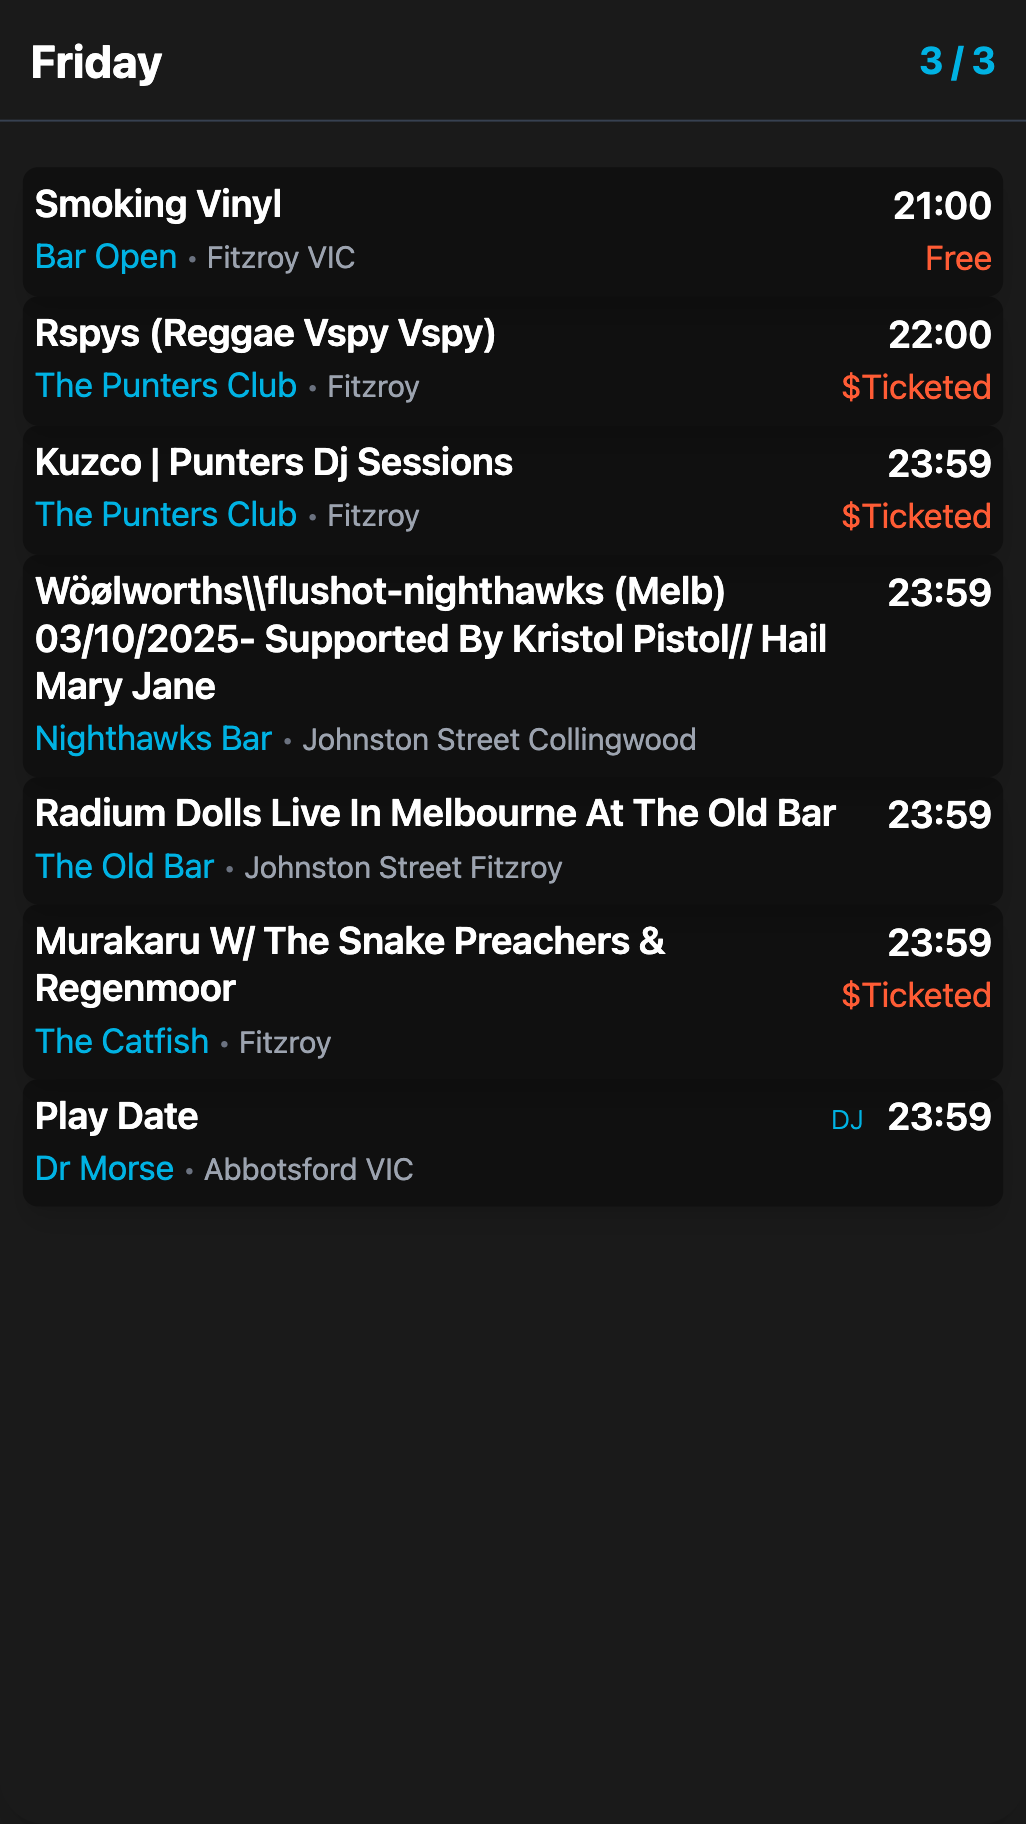 Friday
3 / 3
Smoking Vinyl
21:00
Bar Open • Fitzroy VIC
Free
Rspys (Reggae Vspy Vspy)
22:00
The Punters Club • Fitzroy
$Ticketed
Kuzco | Punters Dj Sessions
23:59
The Punters Club • Fitzroy
$Ticketed
Wöølworths\\flushot-nighthawks (Melb)
23:59
03/10/2025- Supported By Kristol Pistol// Hail
Mary Jane
Nighthawks Bar • Johnston Street Collingwood
Radium Dolls Live In Melbourne At The Old Bar
23:59
The Old Bar • Johnston Street Fitzroy
Murakaru W/ The Snake Preachers &
23:59
Regenmoor
$Ticketed
The Catfish • Fitzroy
Play Date
DJ 23:59
Dr Morse • Abbotsford VIC